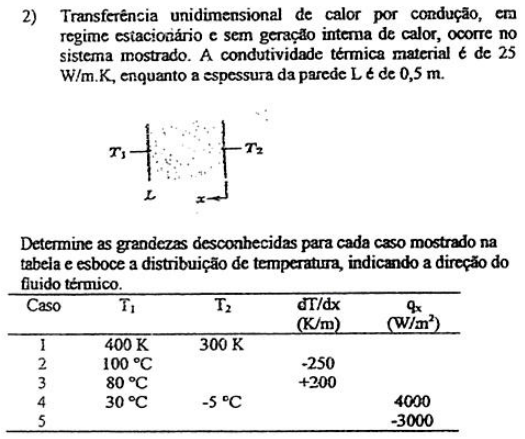 2) Transferência unidimensional de calor por condução, em
regime estacionário e sem geração interna de calor, ocorre no
sistema mostrado. A condutividade térmica material é de 25
W/m.K, enquanto a espessura da parede L é de 0,5 m.
T₁ T₂
L x
Determine as grandezas desconhecidas para cada caso mostrado na
tabela e esboce a distribuição de temperatura, indicando a direção do
fluido térmico.
Caso T₁ T₂ dT/dx qₓ
(K/m) (W/m²)
1 400 K 300 K
2 100 °C -250
3 80 °C +200
4 30 °C -5 °C 4000
5 -3000